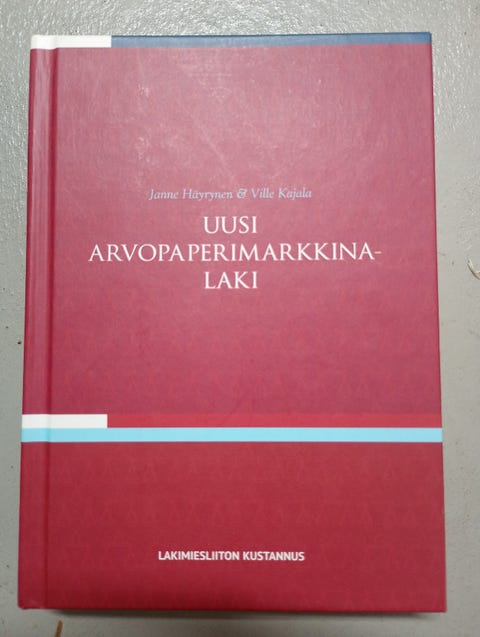 Janne Häyrynen & Ville Kajala
UUSI
ARVOPAPERIMARKKINA-
LAKI
LAKIMIESLIITON KUSTANNUS